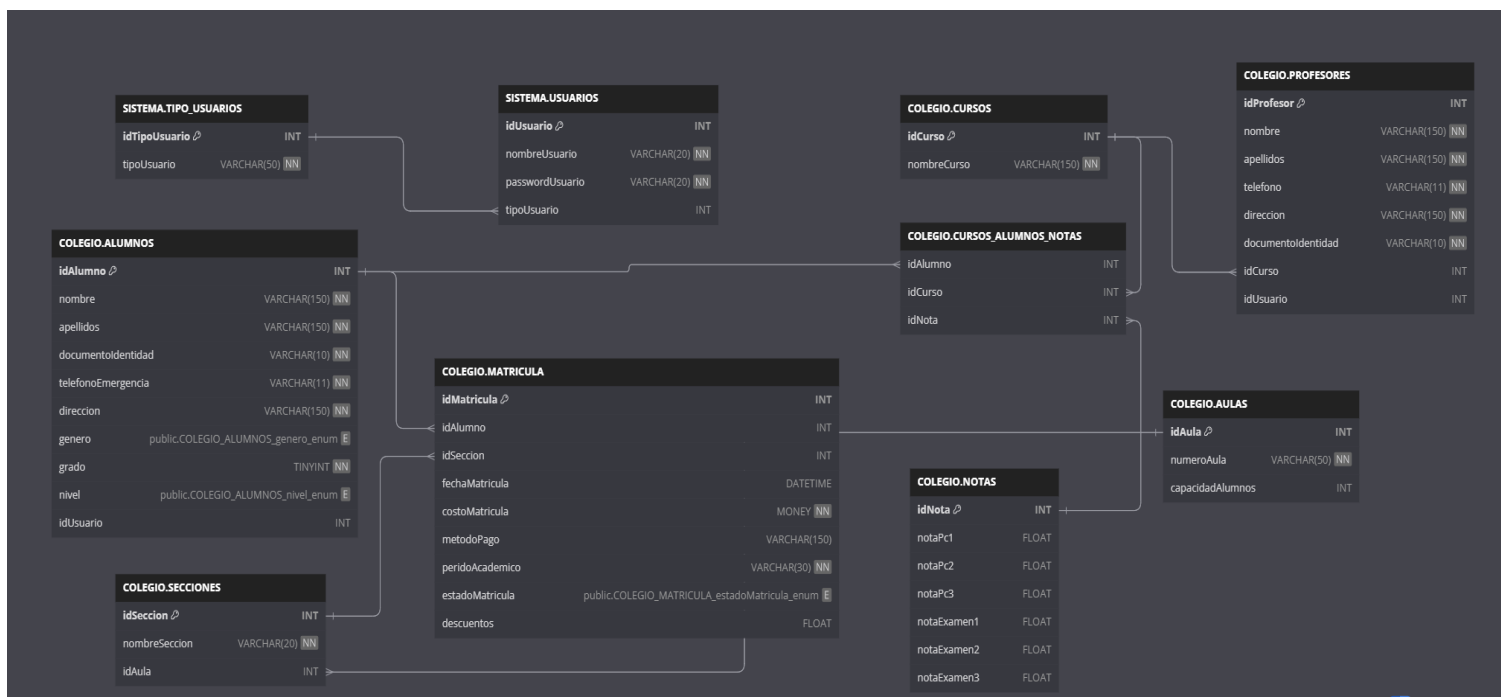 SISTEMA.TIPO_USUARIOS
idTipoUsuario INT
tipoUsuario VARCHAR(50) NN
SISTEMA.USUARIOS
idUsuario INT
nombreUsuario VARCHAR(20) NN
passwordUsuario VARCHAR(20) NN
tipoUsuario INT
COLEGIO.CURSOS
idCurso INT
nombreCurso VARCHAR(150) NN
COLEGIO.PROFESORES
idProfesor INT
nombre VARCHAR(150) NN
apellidos VARCHAR(150) NN
telefono VARCHAR(11) NN
direccion VARCHAR(150) NN
documentoIdentidad VARCHAR(10) NN
idCurso INT
idUsuario INT
COLEGIO.ALUMNOS
idAlumno INT
nombre VARCHAR(150) NN
apellidos VARCHAR(150) NN
documentoIdentidad VARCHAR(10) NN
telefonoEmergencia VARCHAR(11) NN
direccion VARCHAR(150) NN
genero public.COLEGIO_ALUMNOS_genero_enum E
grado TINYINT NN
nivel public.COLEGIO_ALUMNOS_nivel_enum E
idUsuario INT
COLEGIO.CURSOS_ALUMNOS_NOTAS
idAlumno INT
idCurso INT
idNota INT
COLEGIO.MATRICULA
idMatricula INT
idAlumno INT
idSeccion INT
fechaMatricula DATETIME
costoMatricula MONEY NN
metodoPago VARCHAR(150)
peridoAcademico VARCHAR(30) NN
estadoMatricula public.COLEGIO_MATRICULA_estadoMatricula_enum E
descuentos FLOAT
COLEGIO.AULAS
idAula INT
numeroAula VARCHAR(50) NN
capacidadAlumnos INT
COLEGIO.NOTAS
idNota INT
notaPc1 FLOAT
notaPc2 FLOAT
notaPc3 FLOAT
notaExamen1 FLOAT
notaExamen2 FLOAT
notaExamen3 FLOAT
COLEGIO.SECCIONES
idSeccion INT
nombreSeccion VARCHAR(20) NN
idAula INT